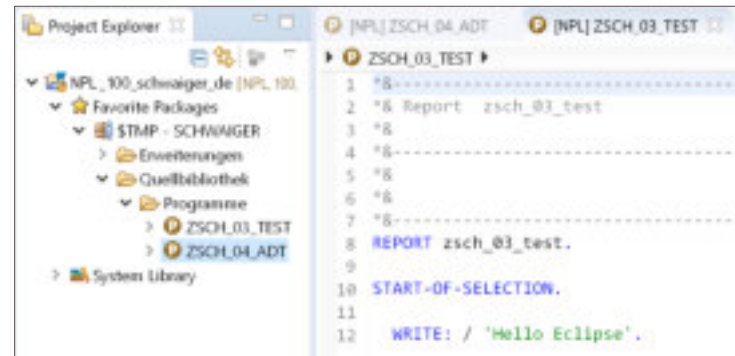 Project Explorer
NPL_100_schwaiger_de [NPL, 100,
Favorite Packages
$TMP - SCHWAIGER
Erweiterungen
Quellbibliothek
Programme
ZSCH_03_TEST
ZSCH_04_ADT
System Library
[NPL] ZSCH_04_ADT
[NPL] ZSCH_03_TEST
ZSCH_03_TEST
1 *&---------------------------------
2 *& Report  zsch_03_test
3 *&
4 *&---------------------------------
5 *&
6 *&
7 *&---------------------------------
8 REPORT zsch_03_test.
9
10 START-OF-SELECTION.
11
12   WRITE: / 'Hello Eclipse'.